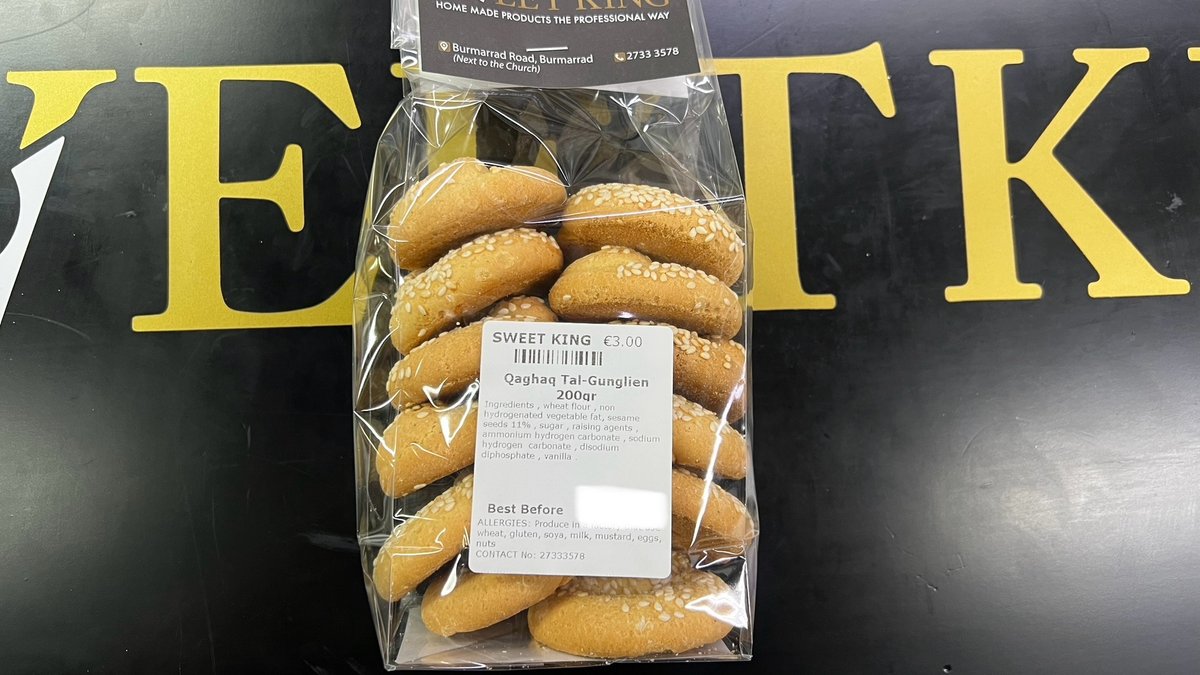 KING
HOME MADE PRODUCTS THE PROFESSIONAL WAY
Burmarrad Road, Burmarrad
(Next to the Church)
2733 3578
ET K
SWEET KING €3.00
Qaghaq Tal-Gunglien
200gr
Ingredients , wheat flour , non
hydrogenated vegetable fat, sesame
seeds 11% , sugar , raising agents ,
ammonium hydrogen carbonate , sodium
hydrogen carbonate , disodium
diphosphate , vanilla .
Best Before
ALLERGIES: Produce in
wheat, gluten, soya, milk, mustard, eggs,
nuts
CONTACT No: 27333578